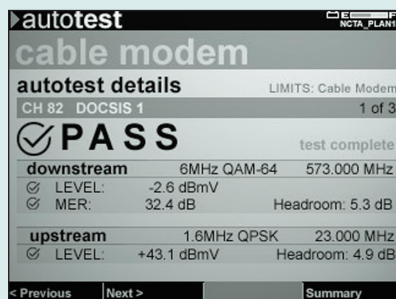 autotest
E F
NCTA_PLAN1
cable modem
autotest details LIMITS: Cable Modem
CH 82 DOCSIS 1 1 of 3
PASS test complete
downstream 6MHz QAM-64 573.000 MHz
LEVEL: -2.6 dBmV
MER: 32.4 dB Headroom: 5.3 dB
upstream 1.6MHz QPSK 23.000 MHz
LEVEL: +43.1 dBmV Headroom: 4.9 dB
< Previous Next > Summary